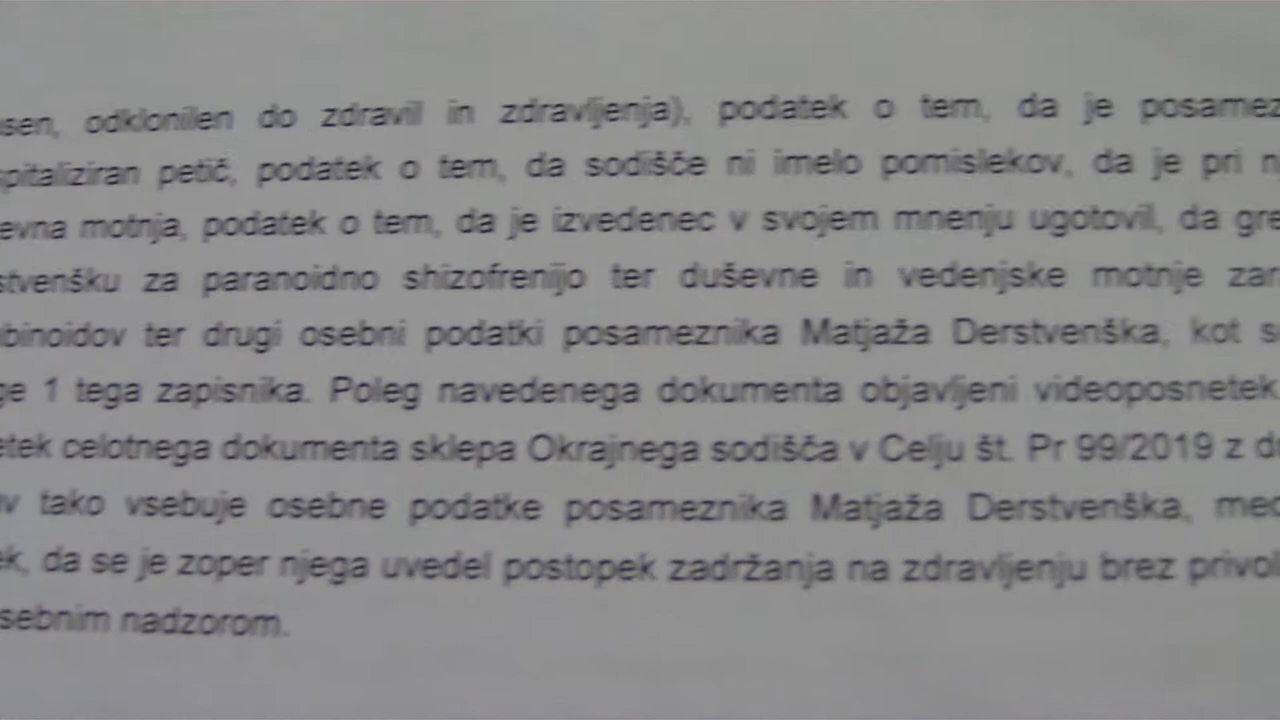 sen, odklonilen do zdravil in zdravljenja), podatek o tem, da je posamez
spitaliziran petič, podatek o tem, da sodišče ni imelo pomislekov, da je pri n
evna motnja, podatek o tem, da je izvedenec v svojem mnenju ugotovil, da gre
stvenšku za paranoidno shizofrenijo ter duševne in vedenjske motnje zar
binoidov ter drugi osebni podatki posameznika Matjaža Derstvenška, kot s
ge 1 tega zapisnika. Poleg navedenega dokumenta objavljeni videoposnetek
etek celotnega dokumenta sklepa Okrajnega sodišča v Celju št. Pr 99/2019 z d
v tako vsebuje osebne podatke posameznika Matjaža Derstvenška, med
ek, da se je zoper njega uvedel postopek zadržanja na zdravljenju brez privol
sebnim nadzorom.